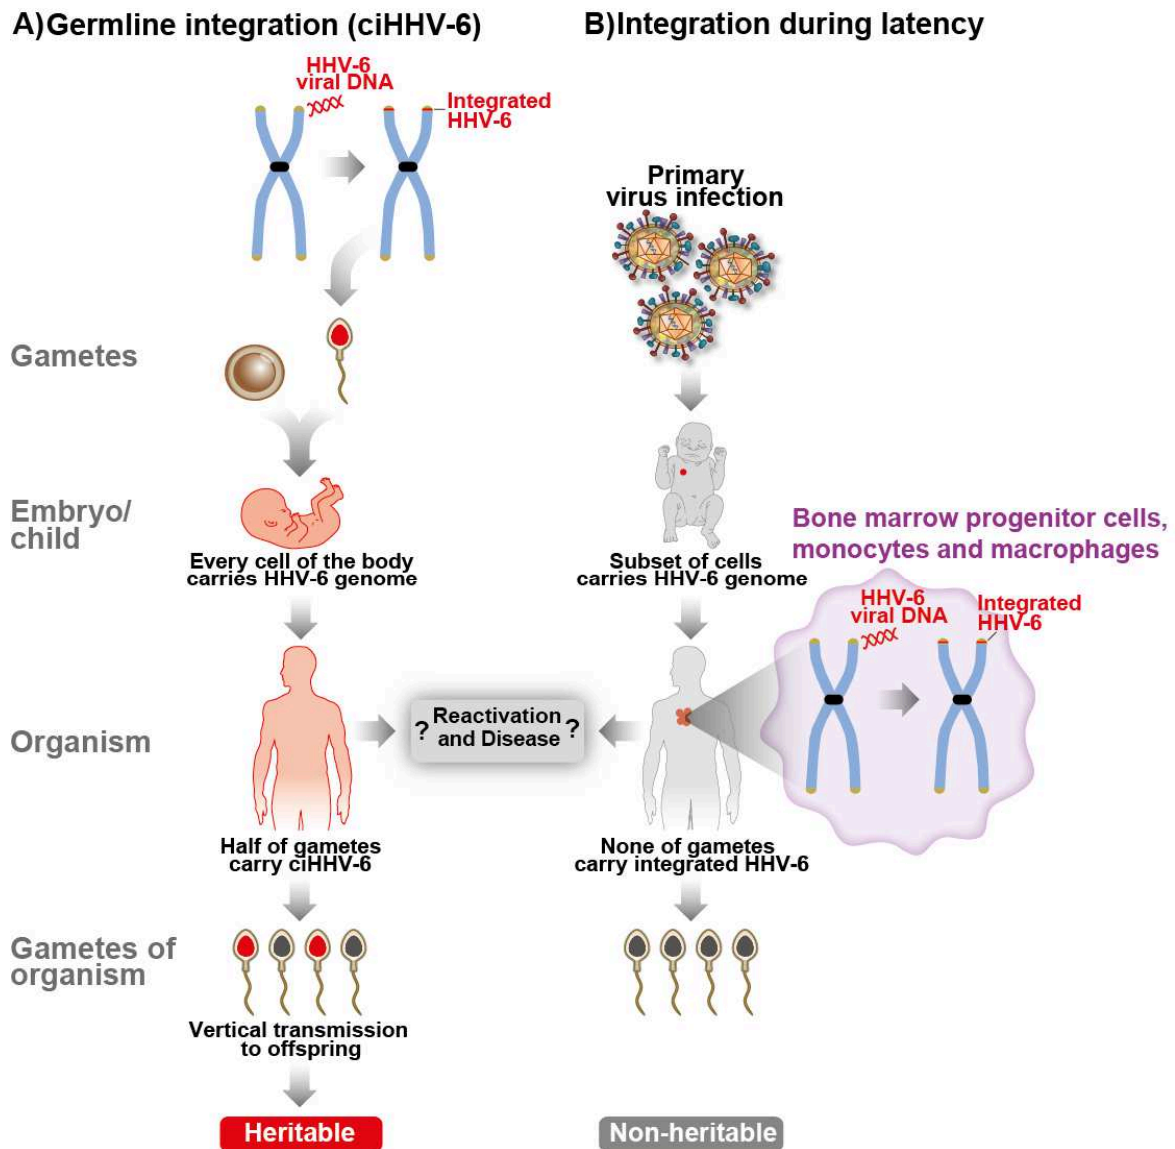 A)Germline integration (ciHHV-6)
HHV-6
viral DNA
Integrated
HHV-6
Gametes
Embryo/
child
Every cell of the body
carries HHV-6 genome
Organism
Half of gametes
carry ciHHV-6
Gametes of
organism
Vertical transmission
to offspring
Heritable
? Reactivation ?
and Disease
B)Integration during latency
Primary
virus infection
Subset of cells
carries HHV-6 genome
Bone marrow progenitor cells,
monocytes and macrophages
HHV-6
viral DNA
Integrated
HHV-6
None of gametes
carry integrated HHV-6
Non-heritable